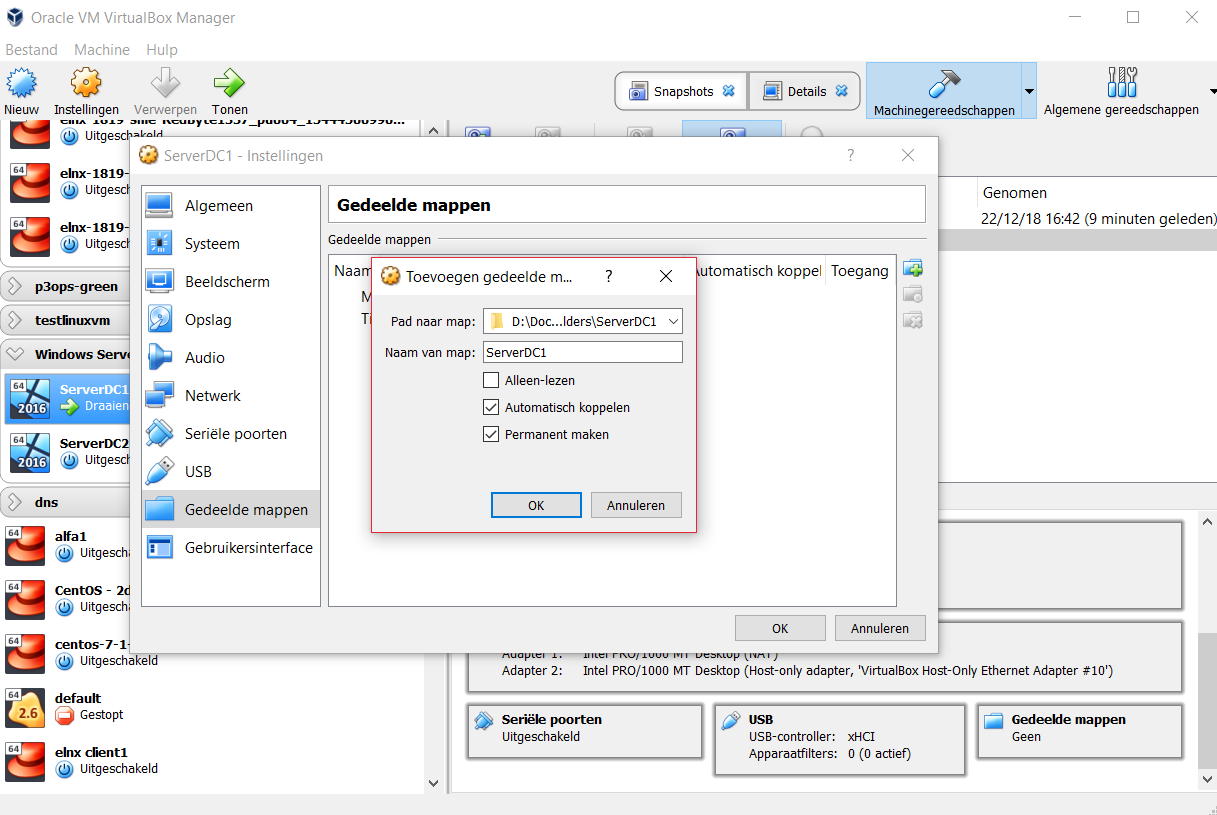 Oracle VM VirtualBox Manager
Bestand Machine Hulp
Nieuw Instellingen Verwerpen Tonen
Snapshots Details
Machinegereedschappen Algemene gereedschappen
Uitgeschakeld
64 elnx-1819-
Uitgesch
64 elnx-1819-
Uitgesch
p3ops-green
testlinuxvm
Windows Serve
64 2016 ServerDC1
Draaien
64 2016 ServerDC2
Uitgesch
dns
64 alfa1
Uitgescha
64 CentOS - 2d
Uitgescha
64 centos-7-1-
Uitgeschakeld
64 2.6 default
Gestopt
64 elnx client1
Uitgeschakeld
ServerDC1 - Instellingen ?
Algemeen
Systeem
Beeldscherm
Opslag
Audio
Netwerk
Seriële poorten
USB
Gedeelde mappen
Gebruikersinterface
Gedeelde mappen
Gedeelde mappen
Naam Automatisch koppel Toegang
Toevoegen gedeelde m... ?
Pad naar map: D:\Doc...lders\ServerDC1
Naam van map: ServerDC1
Alleen-lezen
Automatisch koppelen
Permanent maken
OK Annuleren
OK Annuleren
Genomen
22/12/18 16:42 (9 minuten geleden)
Adapter 1: Intel PRO/1000 MT Desktop (NAT)
Adapter 2: Intel PRO/1000 MT Desktop (Host-only adapter, 'VirtualBox Host-Only Ethernet Adapter #10')
Seriële poorten
Uitgeschakeld
USB
USB-controller: xHCI
Apparaatfilters: 0 (0 actief)
Gedeelde mappen
Geen